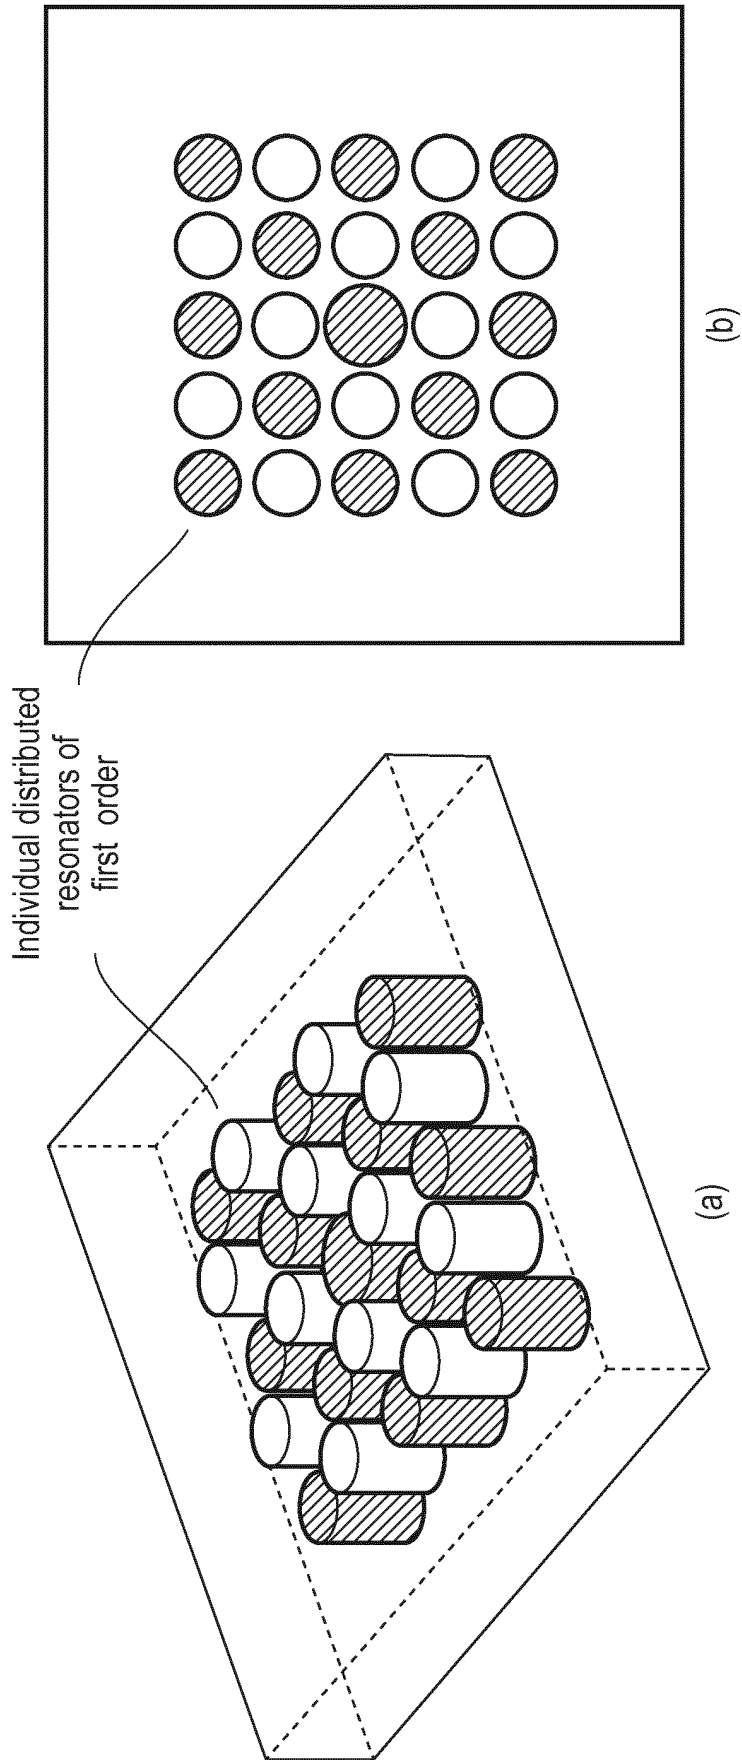 Individual distributed
resonators of
first order
(a)
(b)